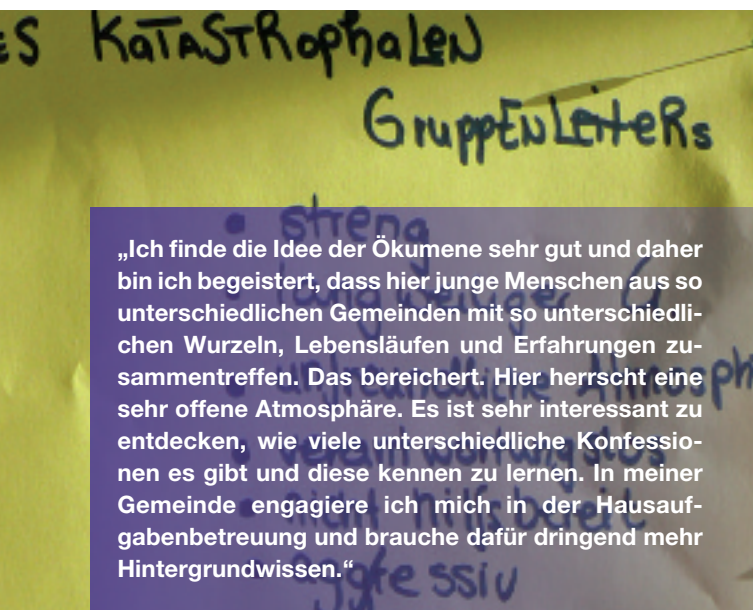 ES KATASTROPHALEN
GRUPPENLEITERS
• streng
„Ich finde die Idee der Ökumene sehr gut und daher
bin ich begeistert, dass hier junge Menschen aus so
unterschiedlichen Gemeinden mit so unterschiedli-
chen Wurzeln, Lebensläufen und Erfahrungen zu-
sammentreffen. Das bereichert. Hier herrscht eine
sehr offene Atmosphäre. Es ist sehr interessant zu
entdecken, wie viele unterschiedliche Konfessio-
nen es gibt und diese kennen zu lernen. In meiner
Gemeinde engagiere ich mich in der Hausauf-
gabenbetreuung und brauche dafür dringend mehr
Hintergrundwissen.“
aggressiv